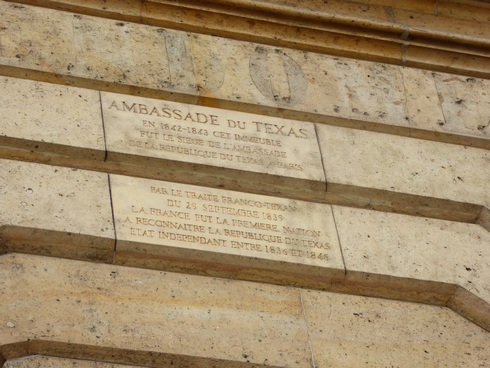 AMBASSADE DU TEXAS
EN 1842-1843 CET IMMEUBLE
FUT LE SIEGE DE L'AMBASSADE
DE LA REPUBLIQUE DU TEXAS A PARIS
PAR LE TRAITE FRANCO-TEXAN
DU 29 SEPTEMBRE 1839
LA FRANCE FUT LA PREMIERE NATION
A RECONNAITRE LA REPUBLIQUE DU TEXAS
ETAT INDEPENDANT ENTRE 1836 ET 1846